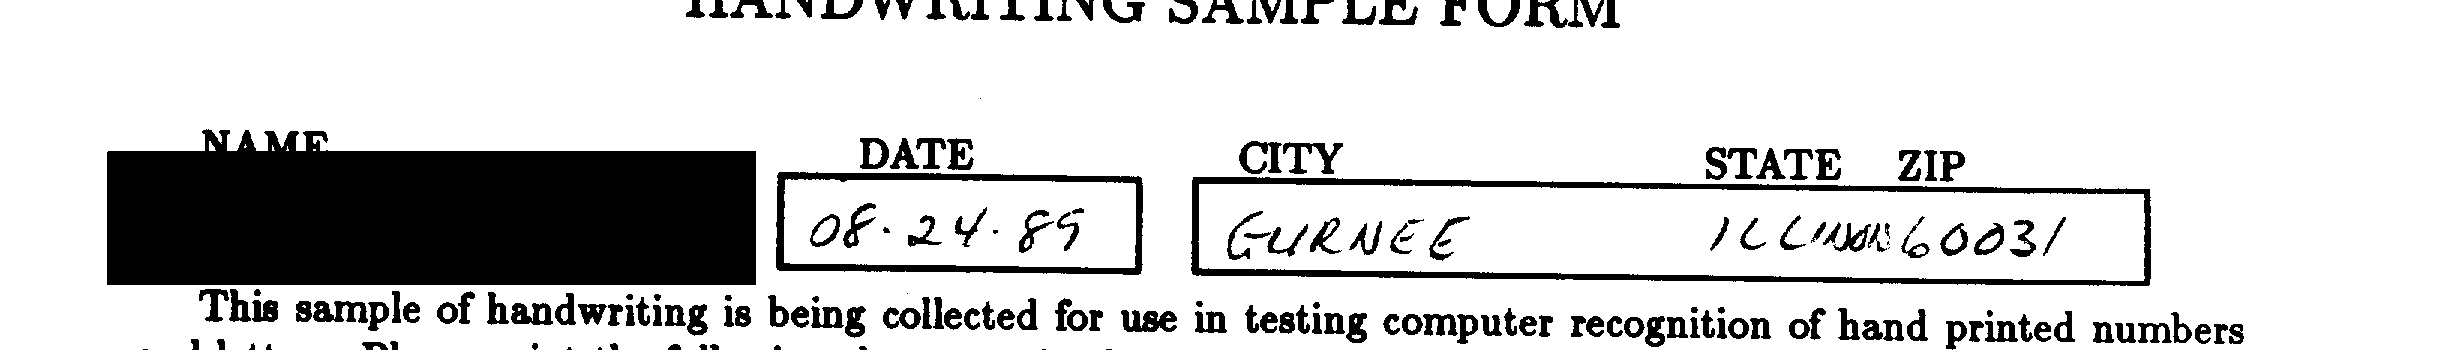 HANDWRITING SAMPLE FORM
NAME DATE CITY STATE ZIP
08.24.89 GURNEE ILLINOIS 60031
This sample of handwriting is being collected for use in testing computer recognition of hand printed numbers